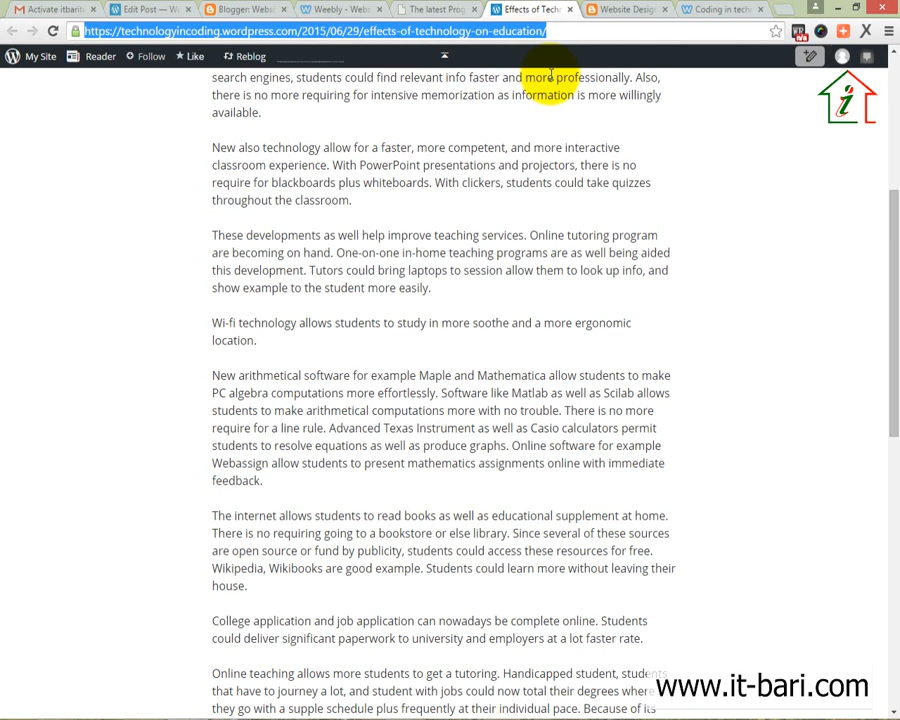 Activate itbarit
Edit Post — Wo
Blogger: Webs
Weebly - Webs
The latest Prog
Effects of Techn
Website Design
Coding in tech
https://technologyincoding.wordpress.com/2015/06/29/effects-of-technology-on-education/
My Site Reader Follow Like Reblog
search engines, students could find relevant info faster and more professionally. Also,
there is no more requiring for intensive memorization as information is more willingly
available.
New also technology allow for a faster, more competent, and more interactive
classroom experience. With PowerPoint presentations and projectors, there is no
require for blackboards plus whiteboards. With clickers, students could take quizzes
throughout the classroom.
These developments as well help improve teaching services. Online tutoring program
are becoming on hand. One-on-one in-home teaching programs are as well being aided
this development. Tutors could bring laptops to session allow them to look up info, and
show example to the student more easily.
Wi-fi technology allows students to study in more soothe and a more ergonomic
location.
New arithmetical software for example Maple and Mathematica allow students to make
PC algebra computations more effortlessly. Software like Matlab as well as Scilab allows
students to make arithmetical computations more with no trouble. There is no more
require for a line rule. Advanced Texas Instrument as well as Casio calculators permit
students to resolve equations as well as produce graphs. Online software for example
Webassign allow students to present mathematics assignments online with immediate
feedback.
The internet allows students to read books as well as educational supplement at home.
There is no requiring going to a bookstore or else library. Since several of these sources
are open source or fund by publicity, students could access these resources for free.
Wikipedia, Wikibooks are good example. Students could learn more without leaving their
house.
College application and job application can nowadays be complete online. Students
could deliver significant paperwork to university and employers at a lot faster rate.
Online teaching allows more students to get a tutoring. Handicapped student, students
that have to journey a lot, and student with jobs could now total their degrees where
they go with a supple schedule plus frequently at their individual pace. Because of its
www.it-bari.com